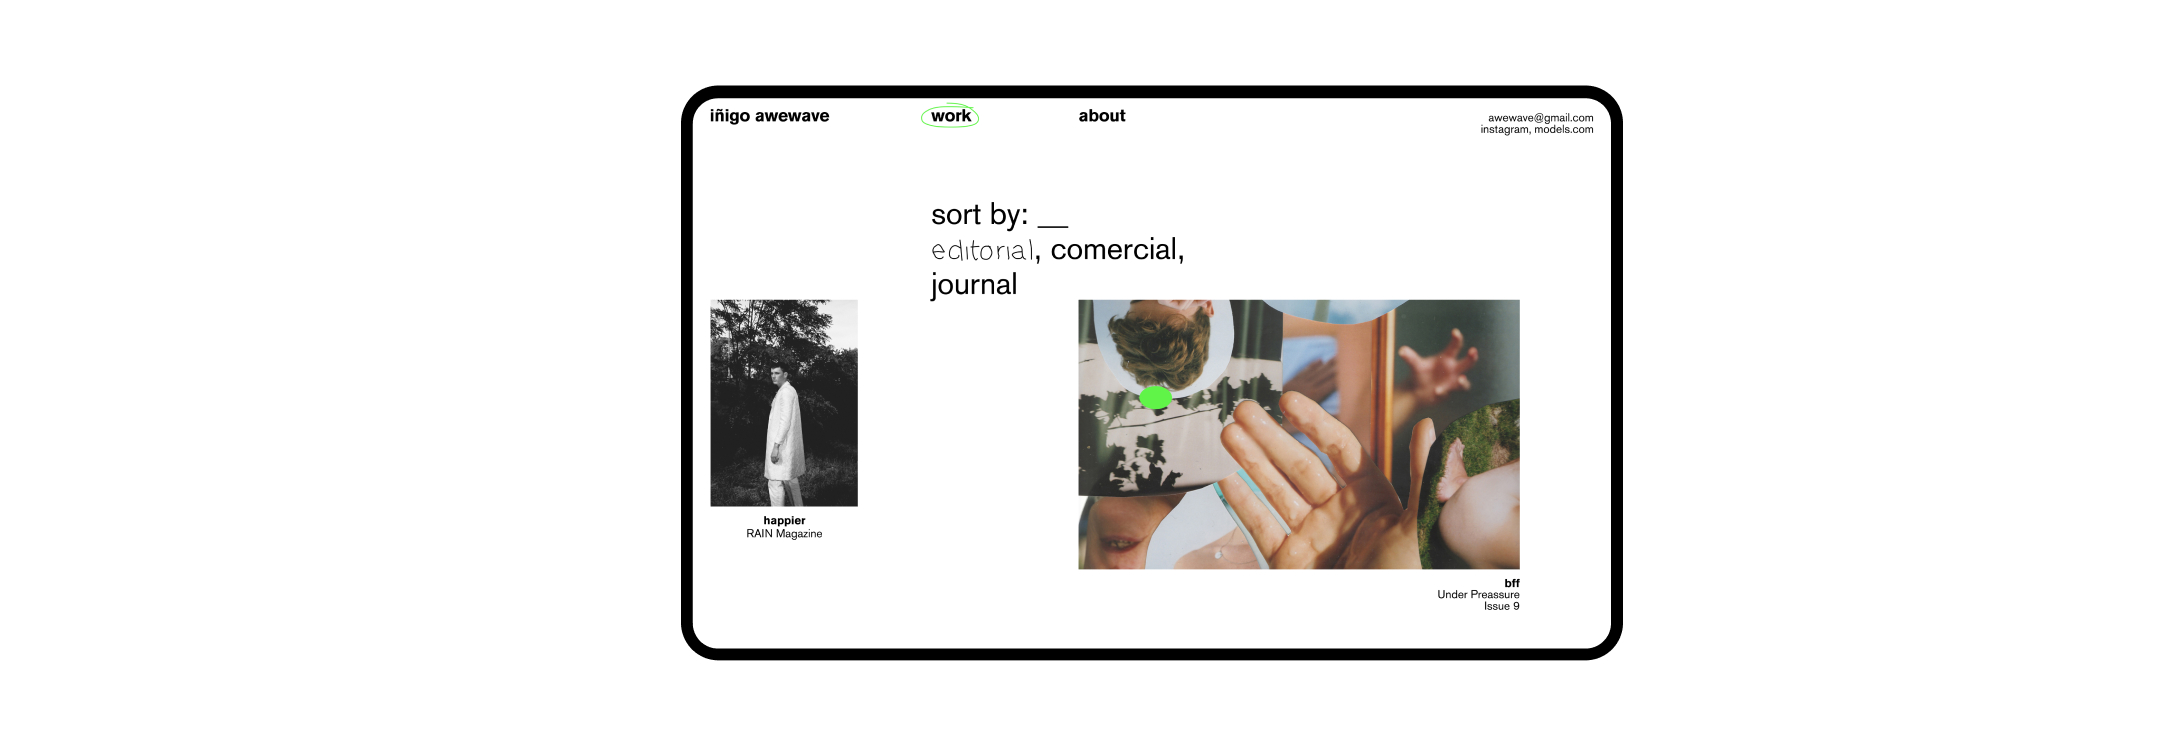 iñigo awewave
work
about
awewave@gmail.com
instagram, models.com
sort by: __
editorial, comercial,
journal
happier
RAIN Magazine
bff
Under Preassure
Issue 9